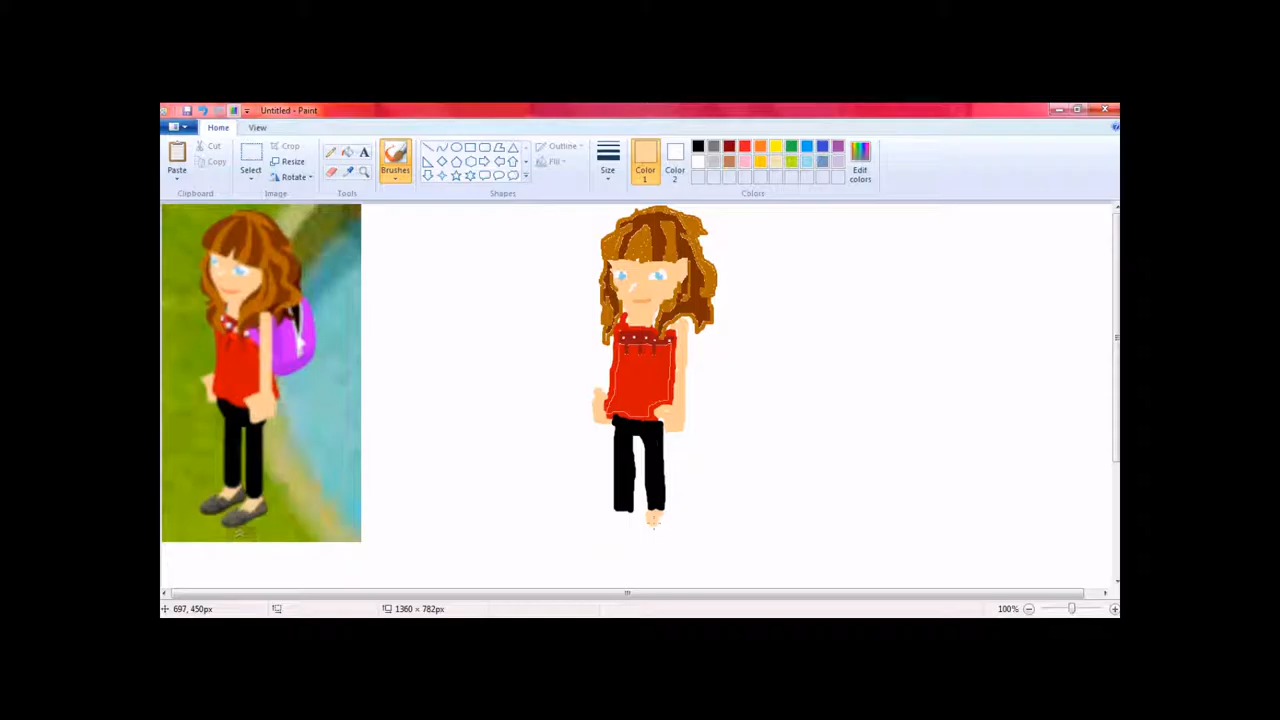 Untitled - Paint
Home View
Paste
Cut
Copy
Clipboard
Select
Crop
Resize
Rotate
Image
A
Tools
Brushes
Outline
Fill
Shapes
Size
Color 1
Color 2
Edit colors
Colors
697, 450px
1360 × 782px
100%